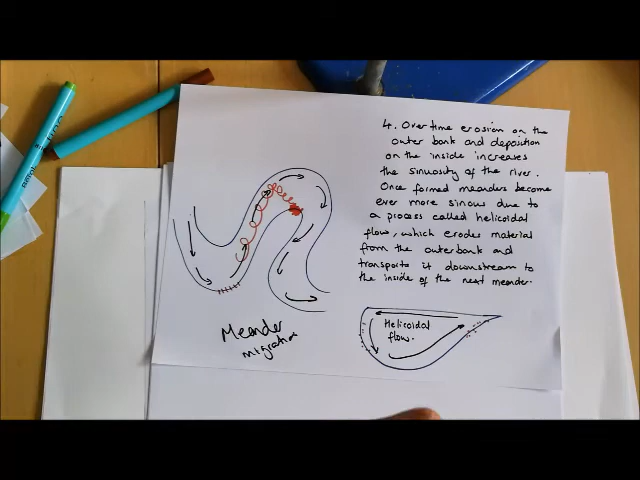 4. Over time erosion on the
outer bank and deposition
on the inside increases
the sinuosity of the river.
Once formed meanders become
ever more sinous due to
a process called helicoidal
flow, which erodes material
from the outerbank and
transports it downstream to
the inside of the next meander.
Meander
migration
Helicoidal
flow.